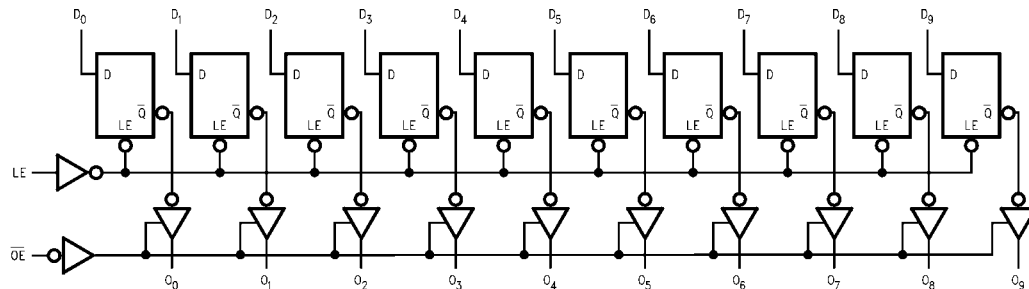 D₀ D₁ D₂ D₃ D₄ D₅ D₆ D₇ D₈ D₉
D D D D D D D D D D
Q̅ Q̅ Q̅ Q̅ Q̅ Q̅ Q̅ Q̅ Q̅ Q̅
LE LE LE LE LE LE LE LE LE LE
LE
O̅E̅
O₀ O₁ O₂ O₃ O₄ O₅ O₆ O₇ O₈ O₉